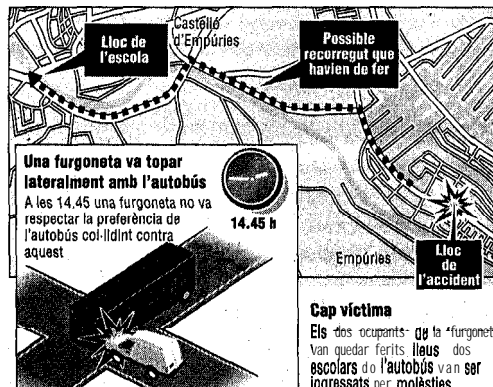 Castelló
d'Empúries
Lloc de
l'escola
Possible
recorregut que
havien de fer
Una furgoneta va topar
lateralment amb l'autobús
A les 14.45 una furgoneta no va
respectar la preferència de
l'autobús col·lidint contra
aquest
14.45 h
Empúries
Lloc
de
l'accident
Cap víctima
Els dos ocupants de la furgonet
van quedar ferits lleus dos
escolars do l'autobús van ser
ingressats per molèsties